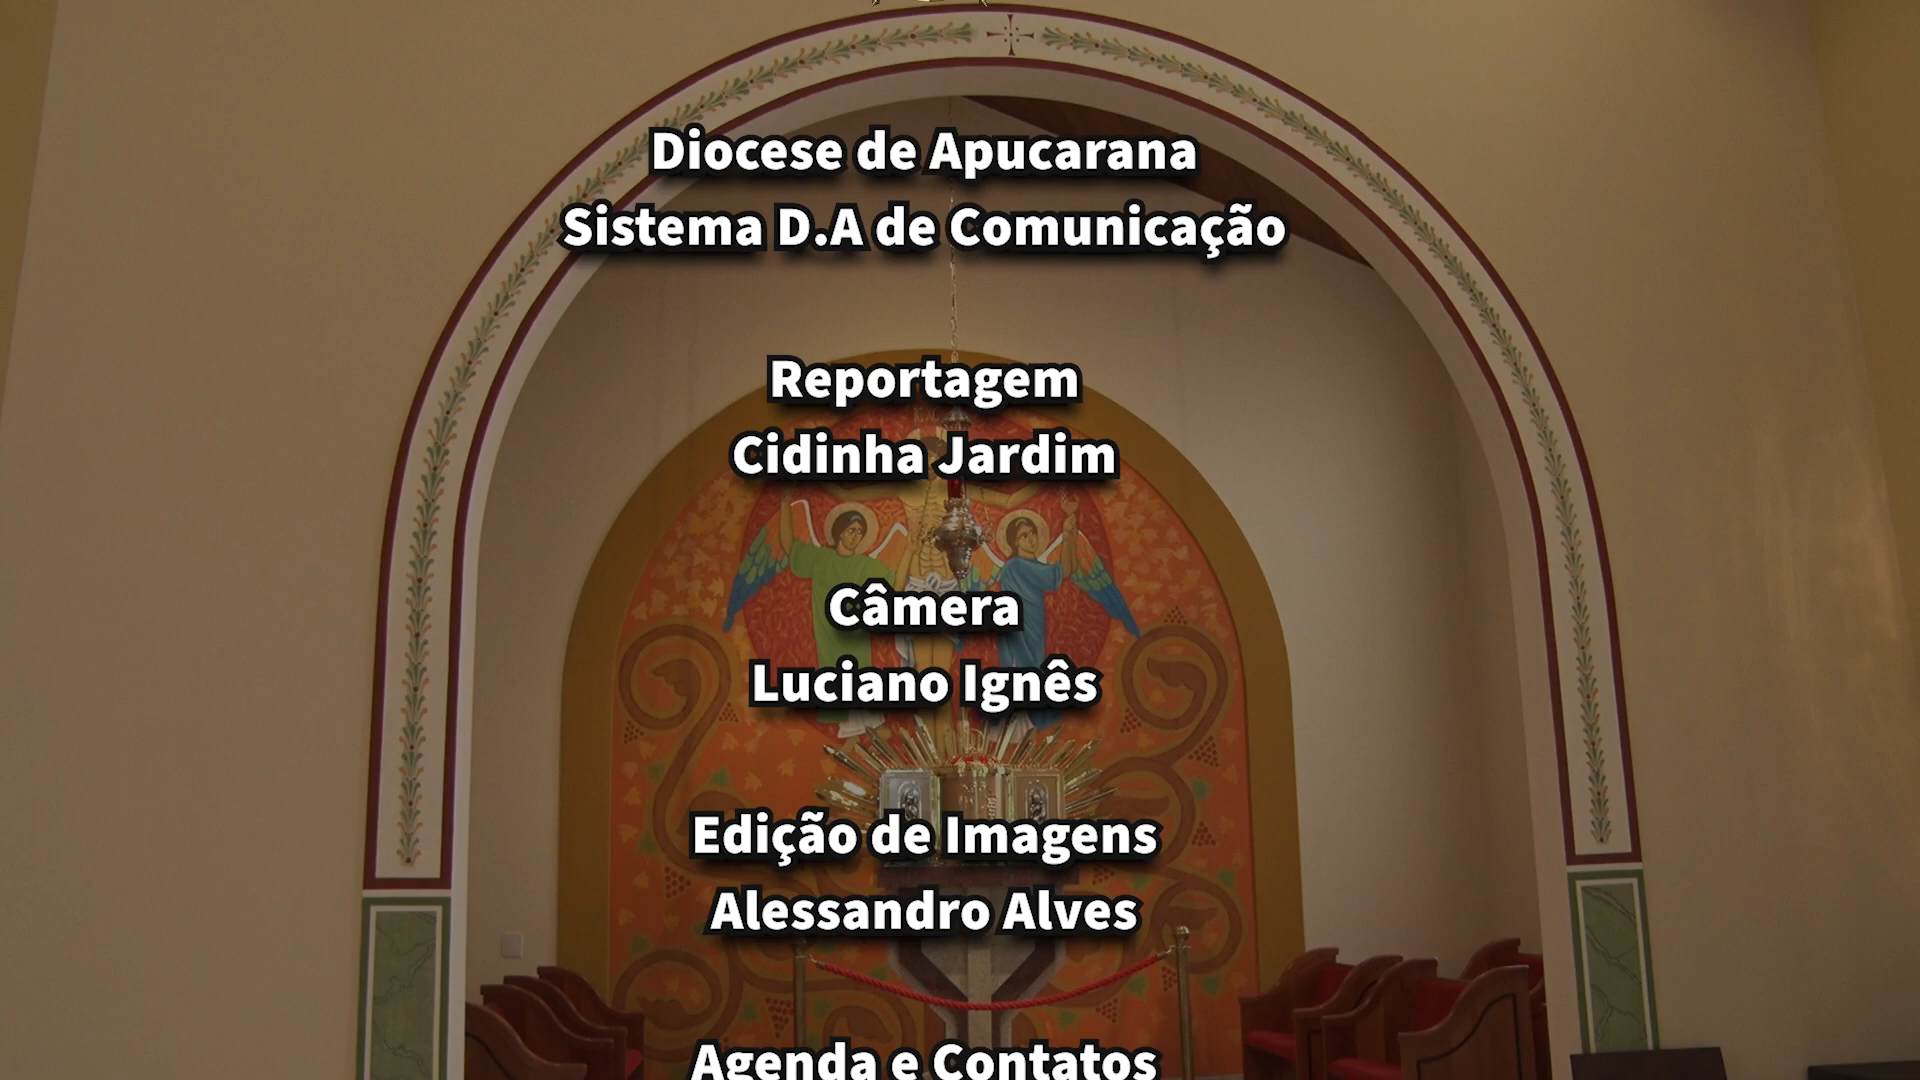 Diocese de Apucarana
Sistema D.A de Comunicação
Reportagem
Cidinha Jardim
Câmera
Luciano Ignês
Edição de Imagens
Alessandro Alves
Agenda e Contatos